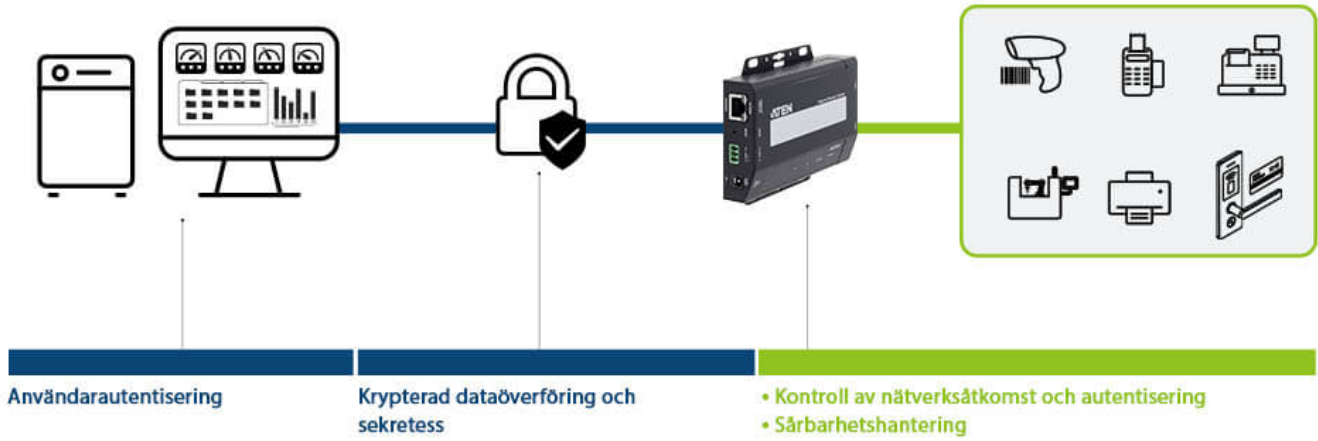 ATEN
Användarautentisering
Krypterad dataöverföring och
sekretess
• Kontroll av nätverksåtkomst och autentisering
• Sårbarhetshantering